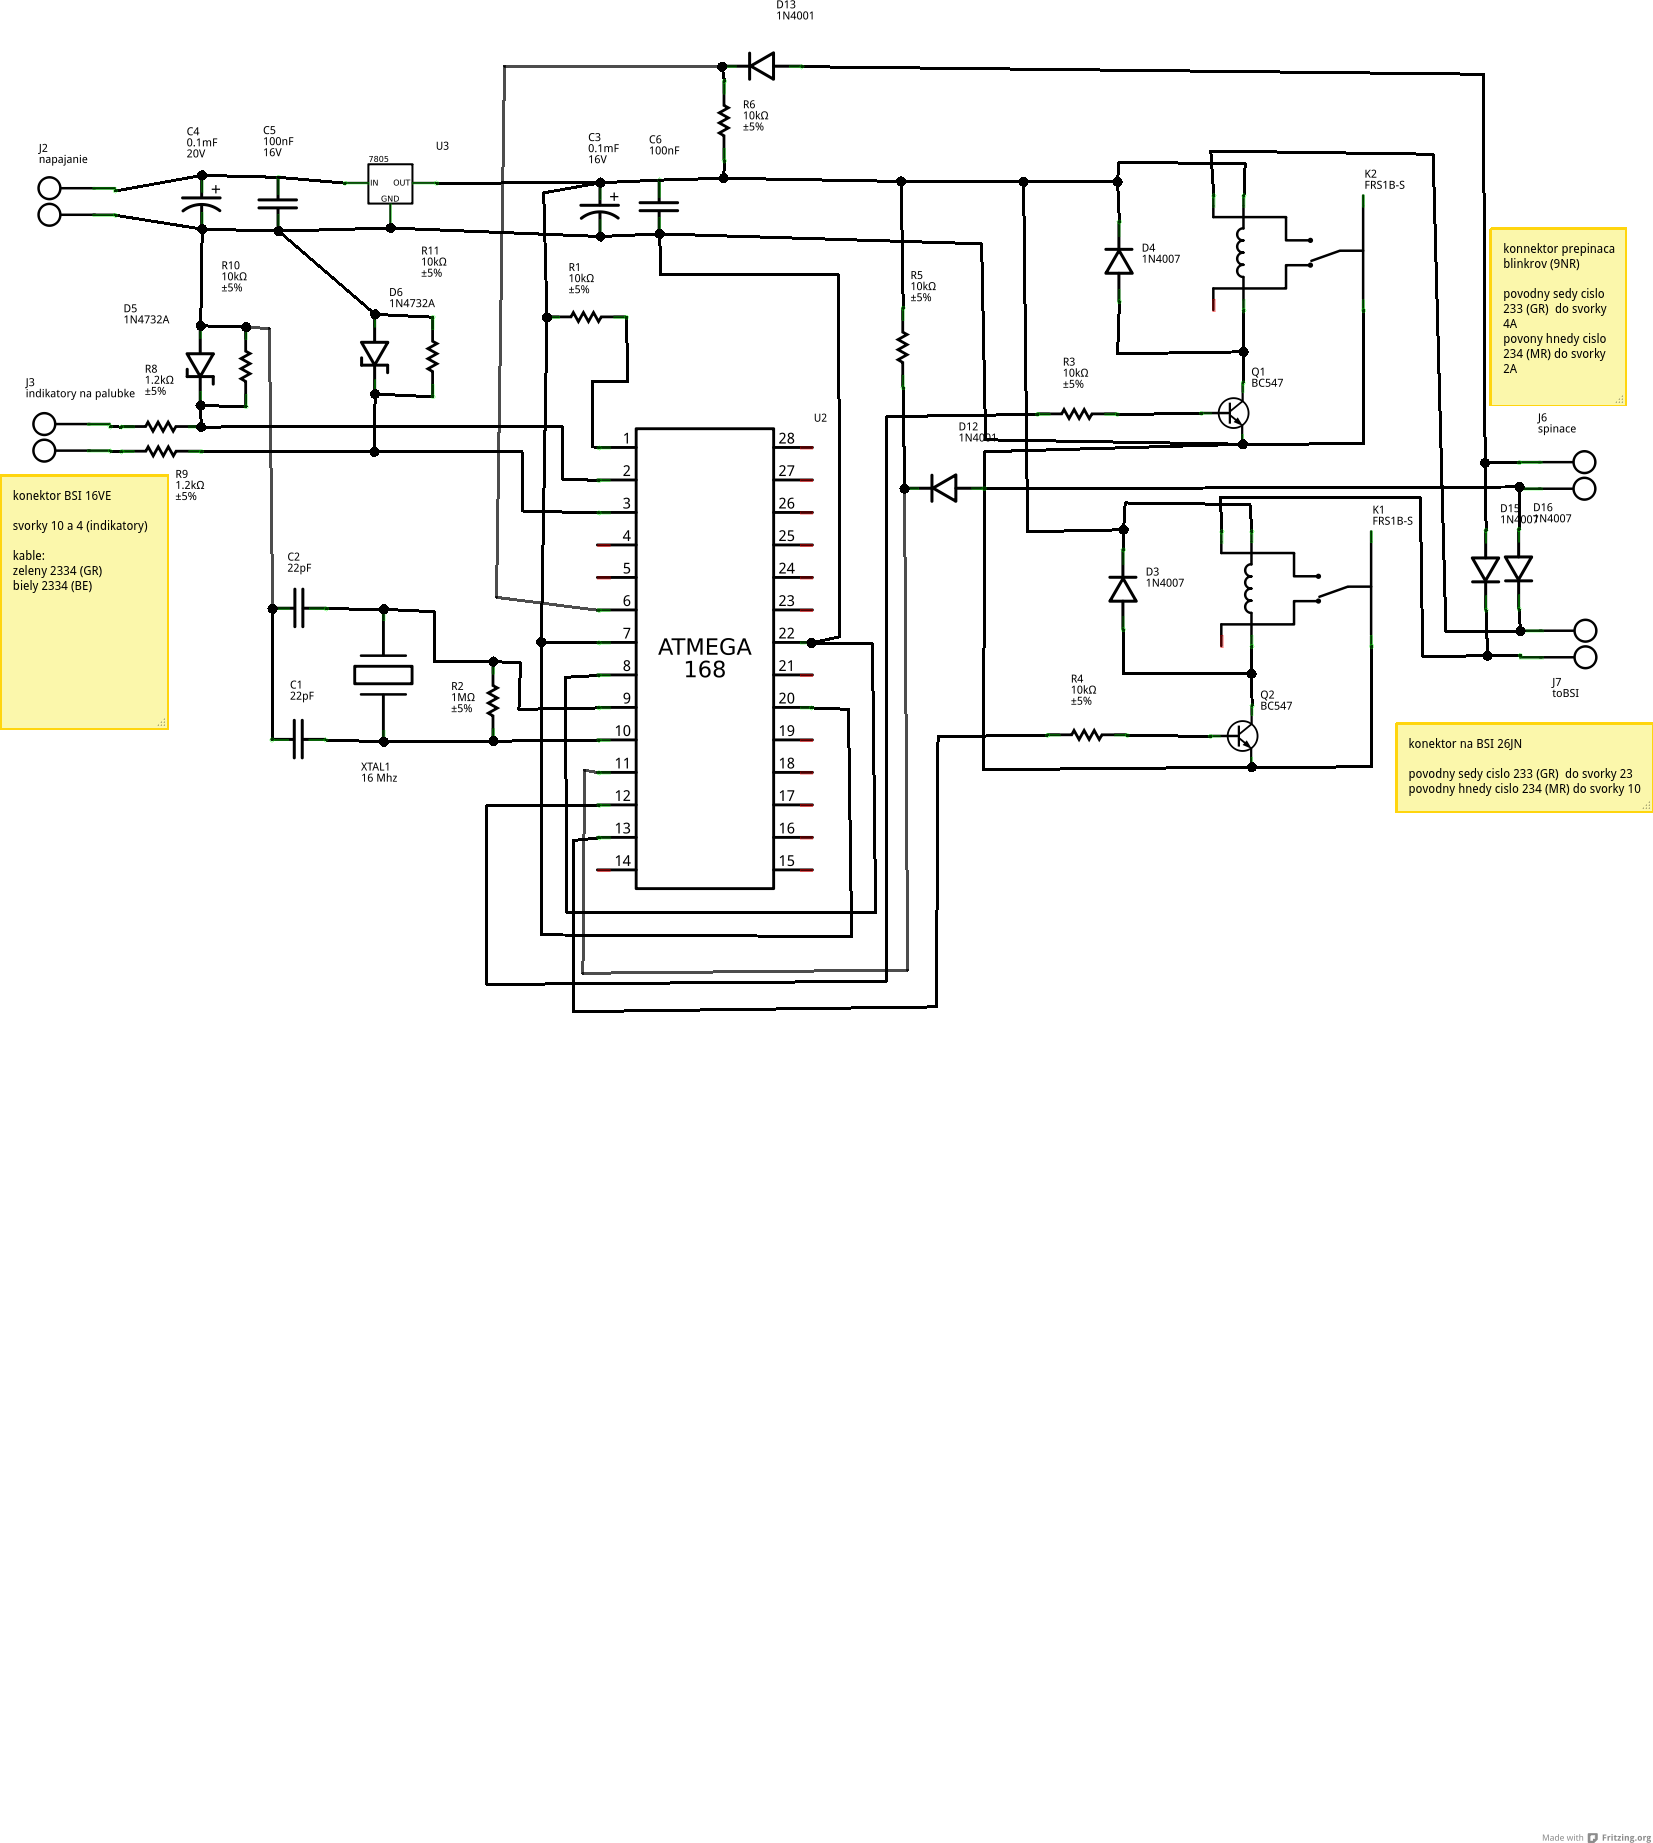 D13
1N4001
R6
10kΩ
±5%
C4
0.1mF
20V
+
C5
100nF
16V
U3
7805
IN
OUT
GND
C3
0.1mF
16V
+
C6
100nF
J2
napajanie
K2
FRS1B-S
D4
1N4007
konnektor prepinaca
blinkrov (9NR)
povodny sedy cislo
233 (GR)  do svorky
4A
povony hnedy cislo
234 (MR) do svorky
2A
R10
10kΩ
±5%
R11
10kΩ
±5%
R1
10kΩ
±5%
R5
10kΩ
±5%
D5
1N4732A
D6
1N4732A
R8
1.2kΩ
±5%
J3
indikatory na palubke
R3
10kΩ
±5%
Q1
BC547
U2
D12
1N4001
J6
spinace
R9
1.2kΩ
±5%
konektor BSI 16VE
svorky 10 a 4 (indikatory)
kable:
zeleny 2334 (GR)
biely 2334 (BE)
K1
FRS1B-S
D15
1N4007
D16
1N4007
C2
22pF
D3
1N4007
ATMEGA
168
1
2
3
4
5
6
7
8
9
10
11
12
13
14
28
27
26
25
24
23
22
21
20
19
18
17
16
15
C1
22pF
R2
1MΩ
±5%
XTAL1
16 Mhz
R4
10kΩ
±5%
Q2
BC547
J7
toBSI
konektor na BSI 26JN
povodny sedy cislo 233 (GR)  do svorky 23
povodny hnedy cislo 234 (MR) do svorky 10
Made with Fritzing.org